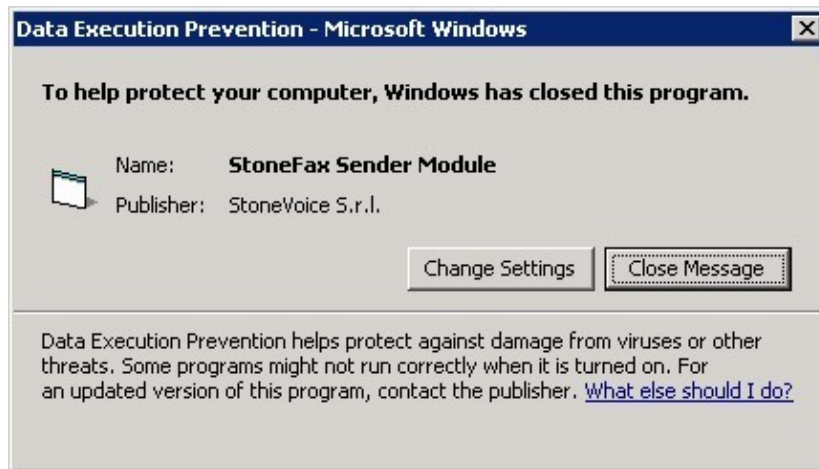 Data Execution Prevention - Microsoft Windows
To help protect your computer, Windows has closed this program.
Name: StoneFax Sender Module
Publisher: StoneVoice S.r.l.
Change Settings Close Message
Data Execution Prevention helps protect against damage from viruses or other
threats. Some programs might not run correctly when it is turned on. For
an updated version of this program, contact the publisher. What else should I do?